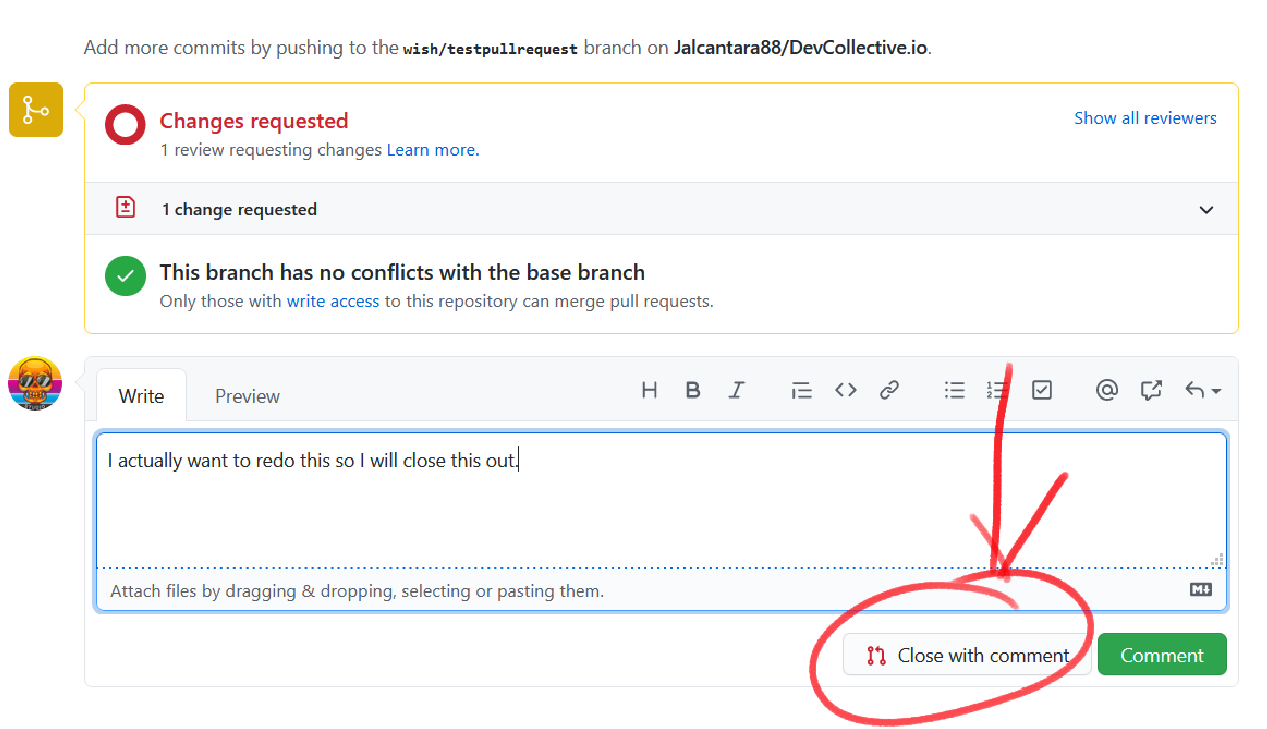 Add more commits by pushing to the wish/testpullrequest branch on Jalcantara88/DevCollective.io.
Changes requested
Show all reviewers
1 review requesting changes Learn more.
1 change requested
This branch has no conflicts with the base branch
Only those with write access to this repository can merge pull requests.
Write
Preview
I actually want to redo this so I will close this out.
Attach files by dragging & dropping, selecting or pasting them.
Close with comment
Comment